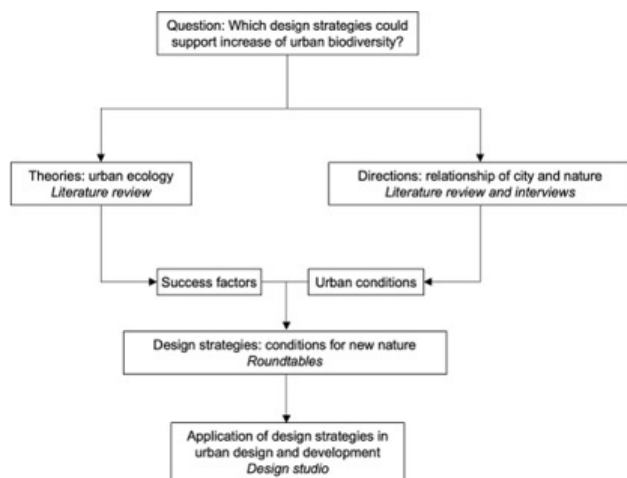 Question: Which design strategies could
support increase of urban biodiversity?
Theories: urban ecology
Literature review
Directions: relationship of city and nature
Literature review and interviews
Success factors
Urban conditions
Design strategies: conditions for new nature
Roundtables
Application of design strategies in
urban design and development
Design studio